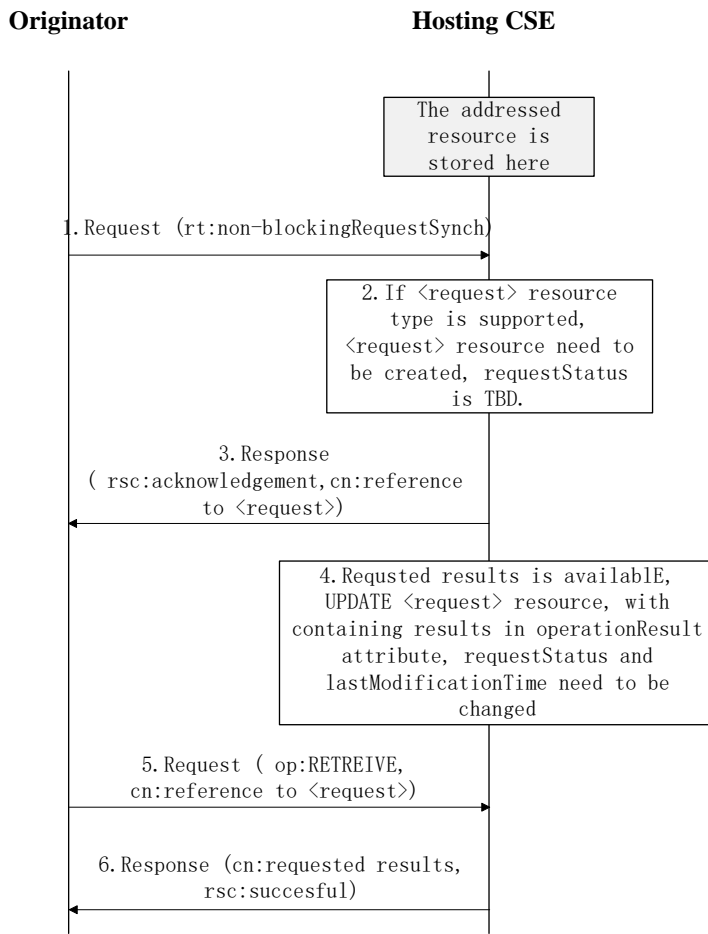 Originator
Hosting CSE
The addressed
resource is
stored here
1.Request (rt:non-blockingRequestSynch)
2.If <request> resource
type is supported,
<request> resource need to
be created, requestStatus
is TBD.
3.Response
( rsc:acknowledgement,cn:reference
to <request>)
4.Requsted results is availablE,
UPDATE <request> resource, with
containing results in operationResult
attribute, requestStatus and
lastModificationTime need to be
changed
5.Request ( op:RETREIVE,
cn:reference to <request>)
6.Response (cn:requested results,
rsc:succesful)